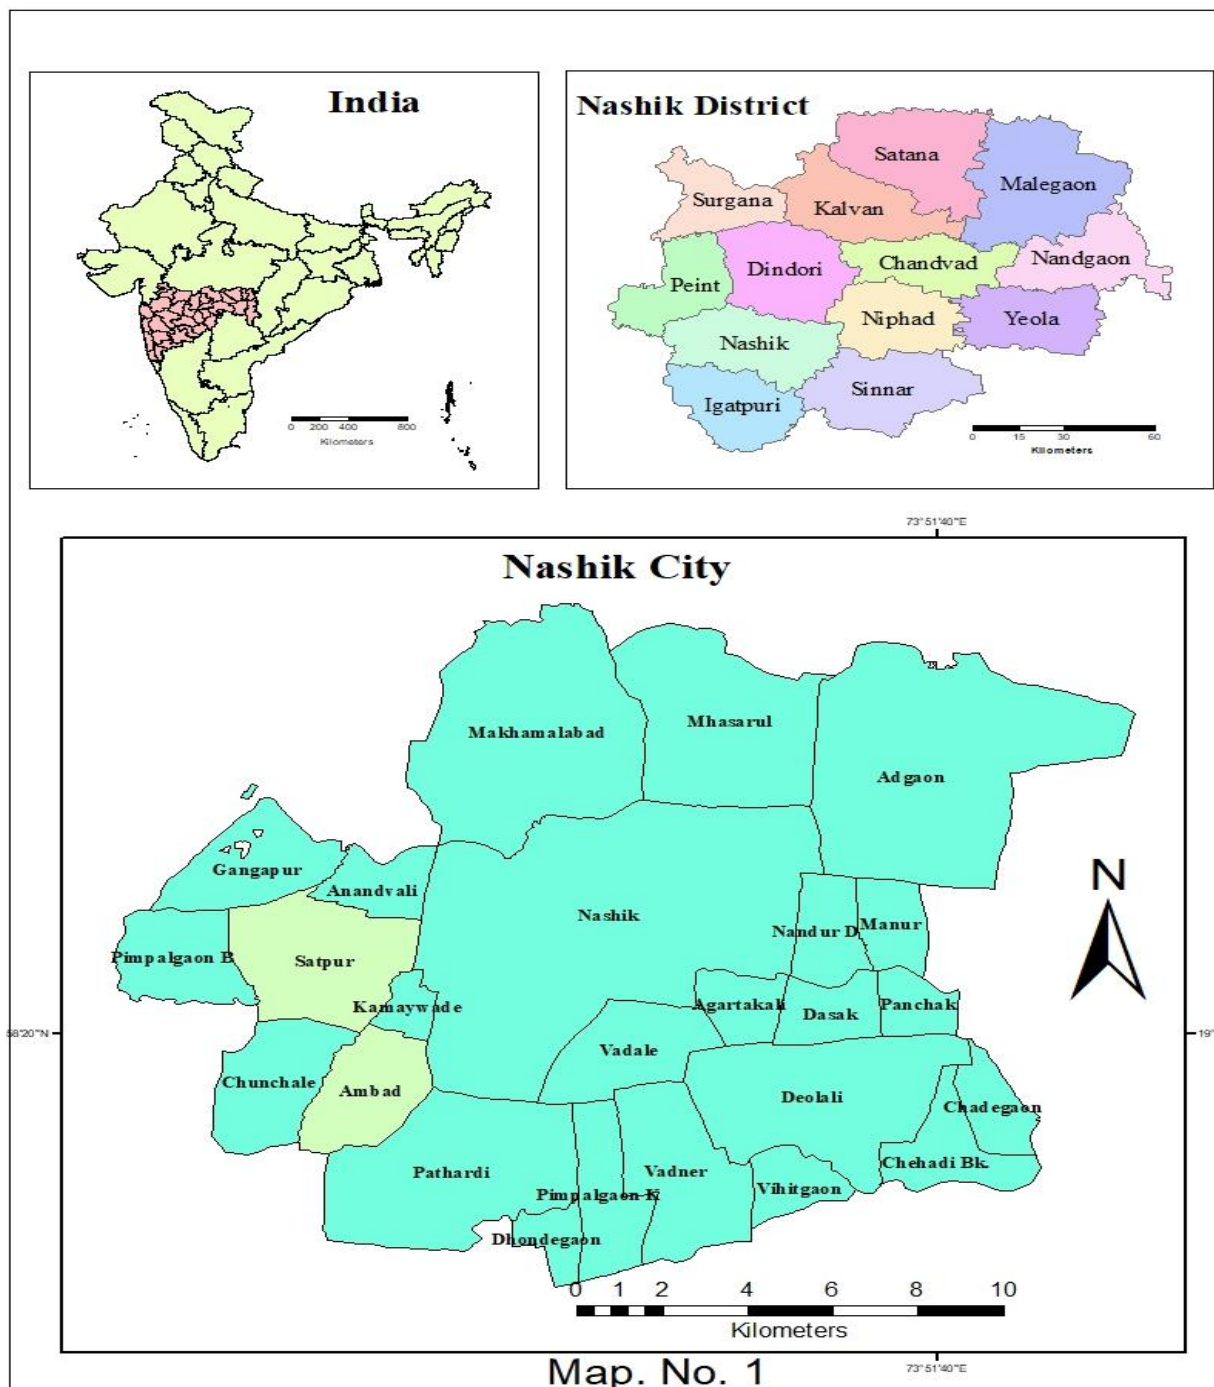 India
0 200 400 800
Kilometers
Nashik District
Satana
Malegaon
Surgana
Kalvan
Nandgaon
Chandvad
Dindori
Peint
Niphad
Yeola
Nashik
Sinnar
Igatpuri
0 15 30 60
Kilometers
73°51'40"E
Nashik City
Makhamalabad
Mhasarul
Adgaon
Gangapur
Anandvali
N
Nashik
Nandur D
Manur
Pimpalgaon B
Satpur
Kamaywade
Agartakali
Dasak
Panchak
58'20"N
19°
Vadale
Chunchale
Ambad
Deolali
Chadegaon
Chehadi Bk.
Pathardi
Vadner
Vihitgaon
Pimpalgaon K
Dhondegaon
0 1 2 4 6 8 10
Kilometers
Map. No. 1
73°51'40"E